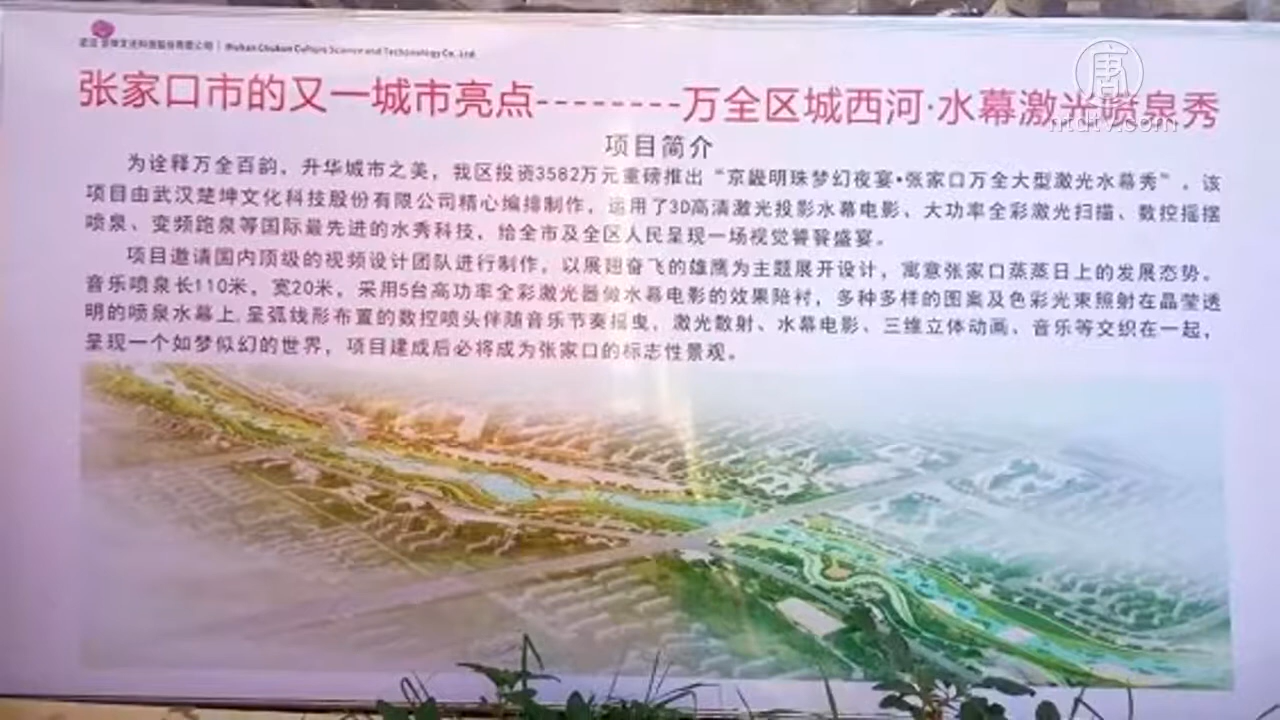 武汉楚坤文化科技股份有限公司 | Wuhan Chukun Culture Science and Technology Co., Ltd.
唐
ntdtv.com
张家口市的又一城市亮点--------万全区城西河·水幕激光喷泉秀
项目简介
为诠释万全百韵，升华城市之美，我区投资3582万元重磅推出“京畿明珠梦幻夜宴•张家口万全大型激光水幕秀”。该
项目由武汉楚坤文化科技股份有限公司精心编排制作，运用了3D高清激光投影水幕电影、大功率全彩激光扫描、数控摇摆
喷泉、变频跑泉等国际最先进的水秀科技，给全市及全区人民呈现一场视觉饕餮盛宴。
项目邀请国内顶级的视频设计团队进行制作，以展翅奋飞的雄鹰为主题展开设计，寓意张家口蒸蒸日上的发展态势。
音乐喷泉长110米，宽20米，采用5台高功率全彩激光器做水幕电影的效果陪衬，多种多样的图案及色彩光束照射在晶莹透
明的喷泉水幕上,呈弧线形布置的数控喷头伴随音乐节奏摇曳，激光散射、水幕电影、三维立体动画、音乐等交织在一起，
呈现一个如梦似幻的世界，项目建成后必将成为张家口的标志性景观。